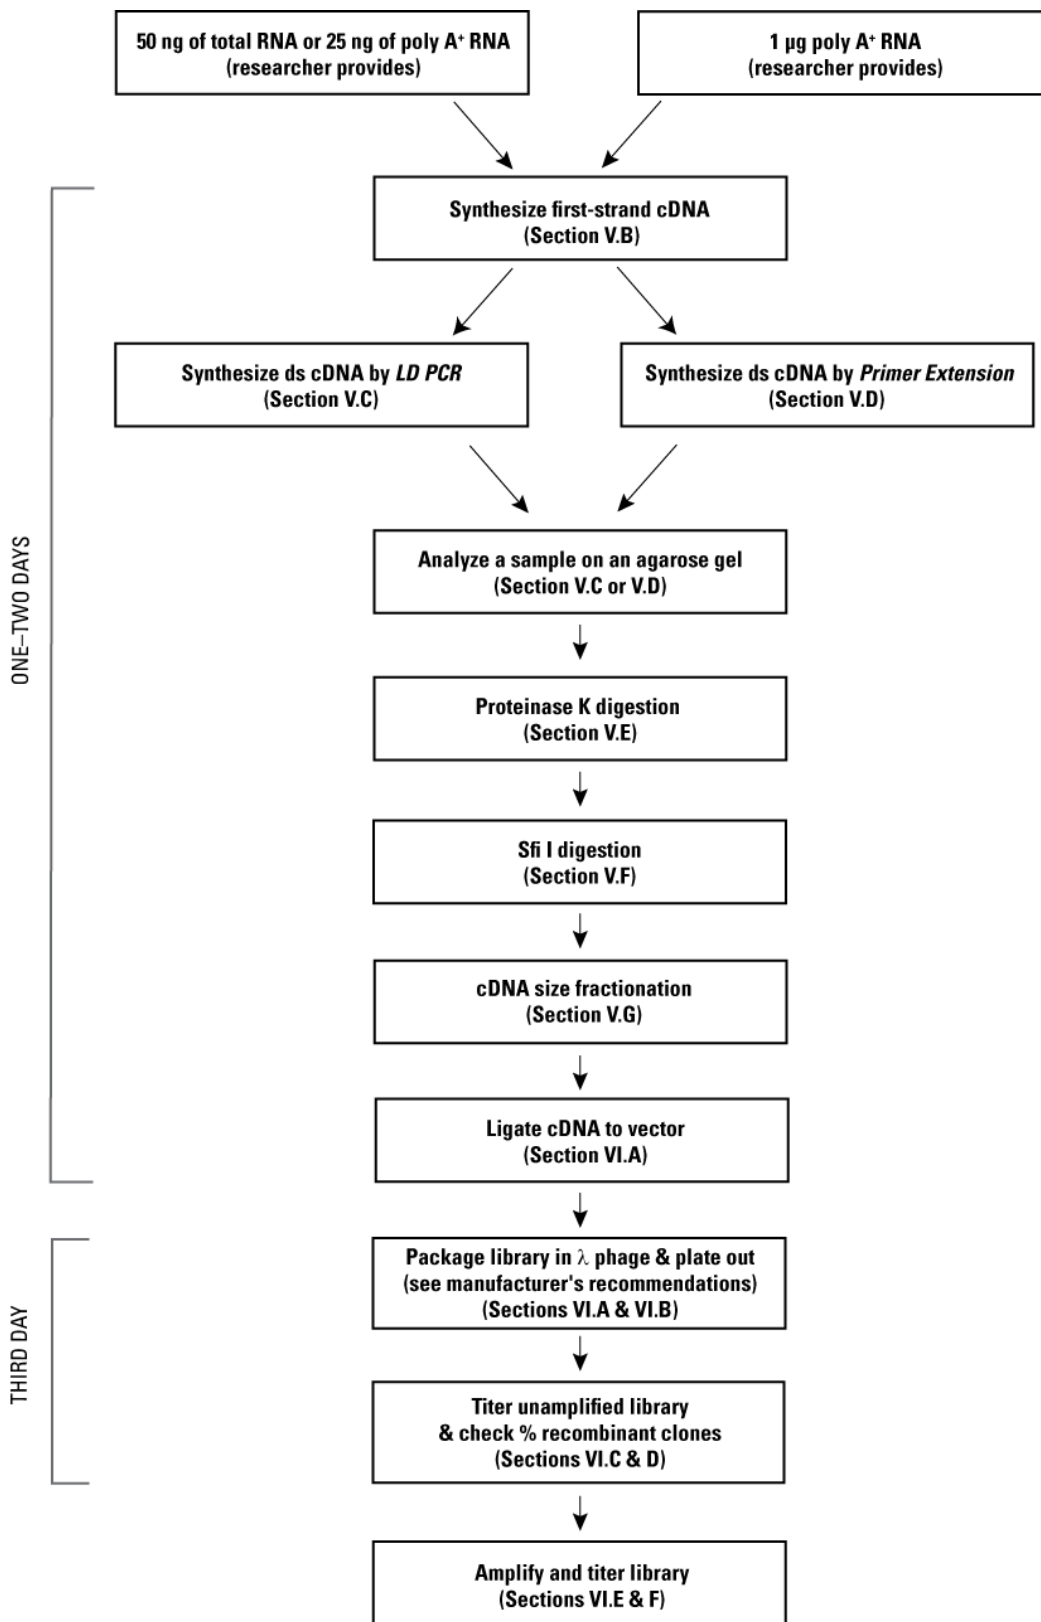 50 ng of total RNA or 25 ng of poly A⁺ RNA
(researcher provides)
1 µg poly A⁺ RNA
(researcher provides)
Synthesize first-strand cDNA
(Section V.B)
Synthesize ds cDNA by LD PCR
(Section V.C)
Synthesize ds cDNA by Primer Extension
(Section V.D)
Analyze a sample on an agarose gel
(Section V.C or V.D)
ONE–TWO DAYS
Proteinase K digestion
(Section V.E)
Sfi I digestion
(Section V.F)
cDNA size fractionation
(Section V.G)
Ligate cDNA to vector
(Section VI.A)
Package library in λ phage & plate out
(see manufacturer's recommendations)
(Sections VI.A & VI.B)
THIRD DAY
Titer unamplified library
& check % recombinant clones
(Sections VI.C & D)
Amplify and titer library
(Sections VI.E & F)